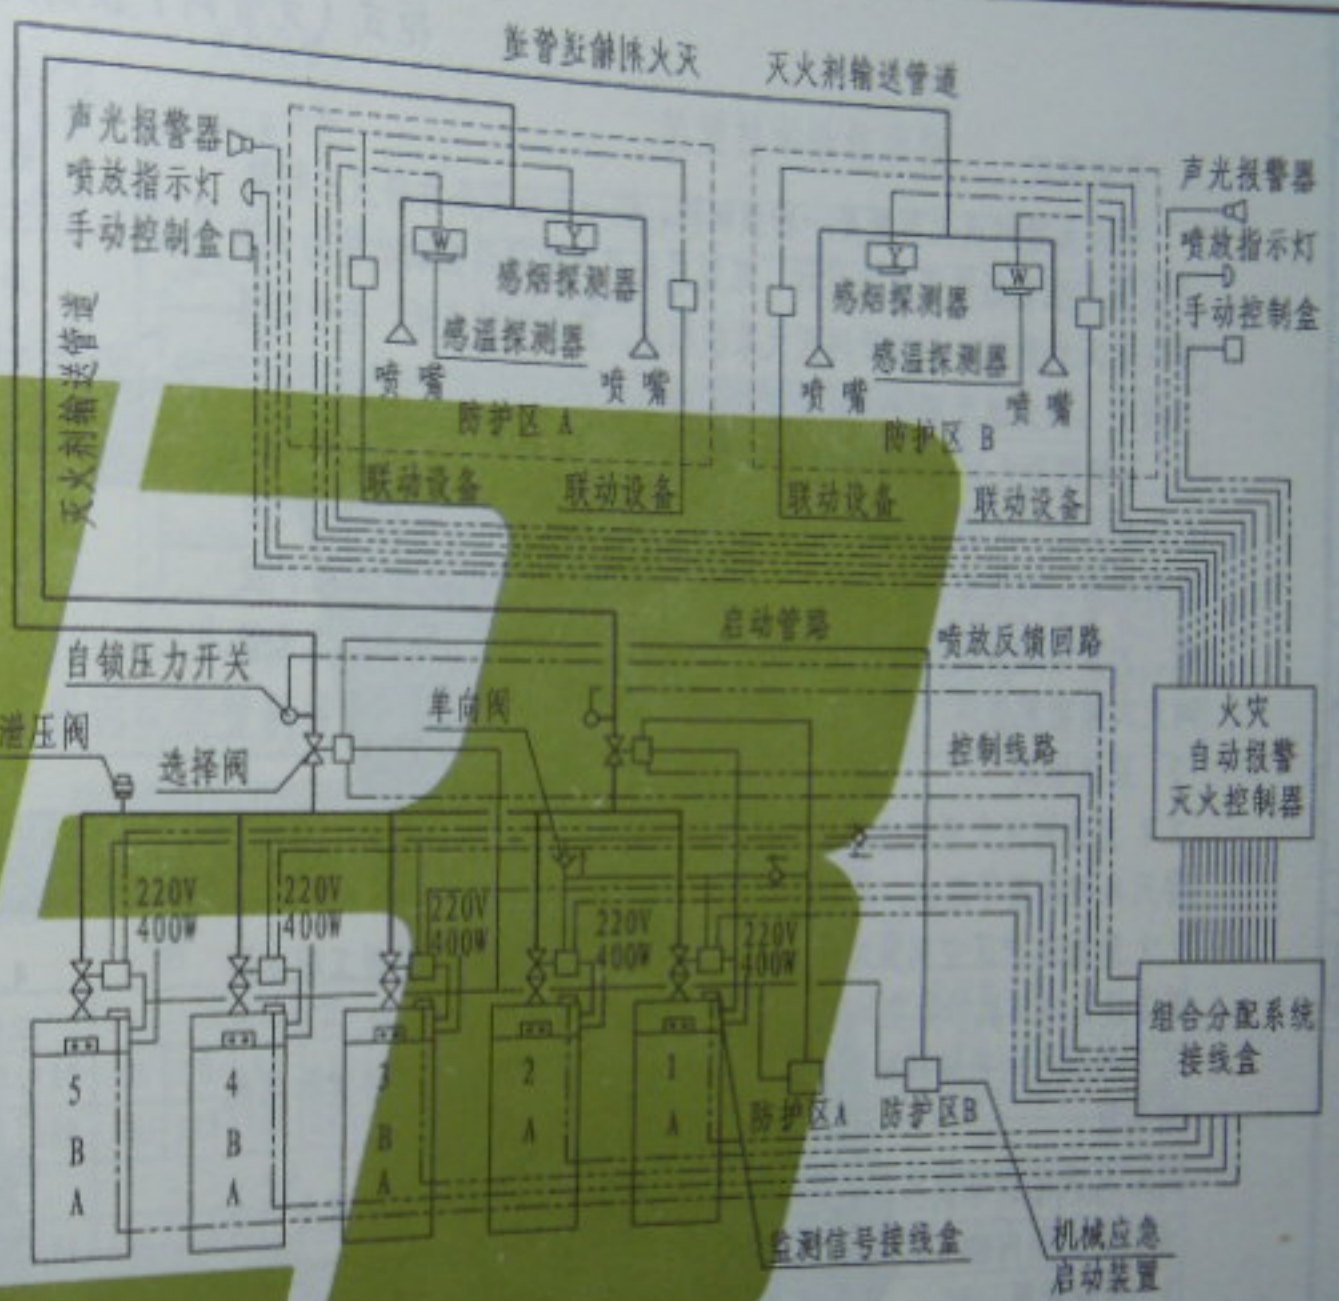 灭火剂输送管道
灭火剂输送管道
声光报警器
喷放指示灯
手动控制盒
声光报警器
喷放指示灯
手动控制盒
灭火剂输送管道
W
Y
感烟探测器
感温探测器
喷嘴
喷嘴
防护区 A
联动设备
联动设备
Y
W
感烟探测器
感温探测器
喷嘴
喷嘴
防护区 B
联动设备
联动设备
启动管路
喷放反馈回路
自锁压力开关
单向阀
泄压阀
选择阀
控制线路
火灾
自动报警
灭火控制器
220V
400W
220V
400W
220V
400W
220V
400W
220V
400W
组合分配系统
接线盒
5
B
A
4
B
A
3
B
A
2
A
1
A
防护区A
防护区B
监测信号接线盒
机械应急
启动装置